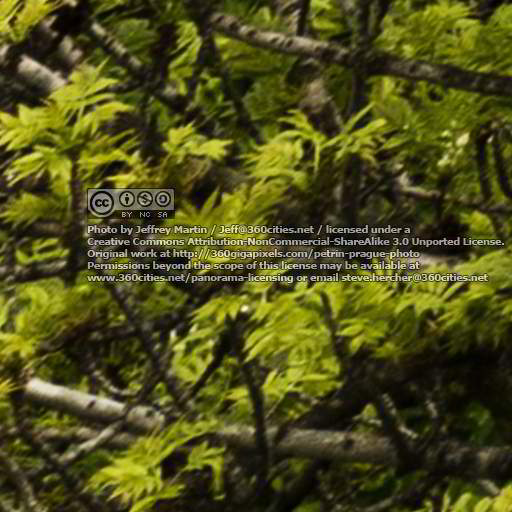 cc
BY NC SA
Photo by Jeffrey Martin / Jeff@360cities.net / licensed under a
Creative Commons Attribution-NonCommercial-ShareAlike 3.0 Unported License.
Original work at http://360gigapixels.com/petrin-prague-photo
Permissions beyond the scope of this license may be available at
www.360cities.net/panorama-licensing or email steve.hercher@360cities.net